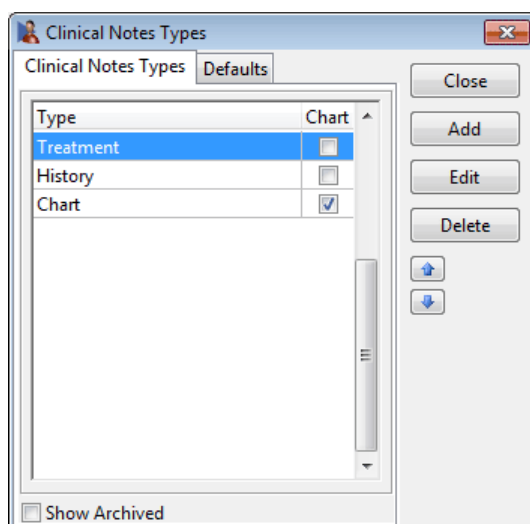 Clinical Notes Types
Clinical Notes Types Defaults
Close
Type Chart
Add
Treatment
History
Edit
Chart
Delete
Show Archived